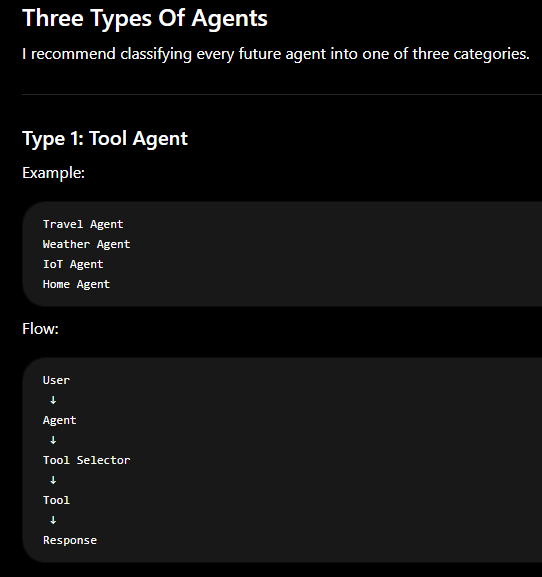 Three Types Of Agents
I recommend classifying every future agent into one of three categories.
Type 1: Tool Agent
Example:
Travel Agent
Weather Agent
IoT Agent
Home Agent
Flow:
User
↓
Agent
↓
Tool Selector
↓
Tool
↓
Response